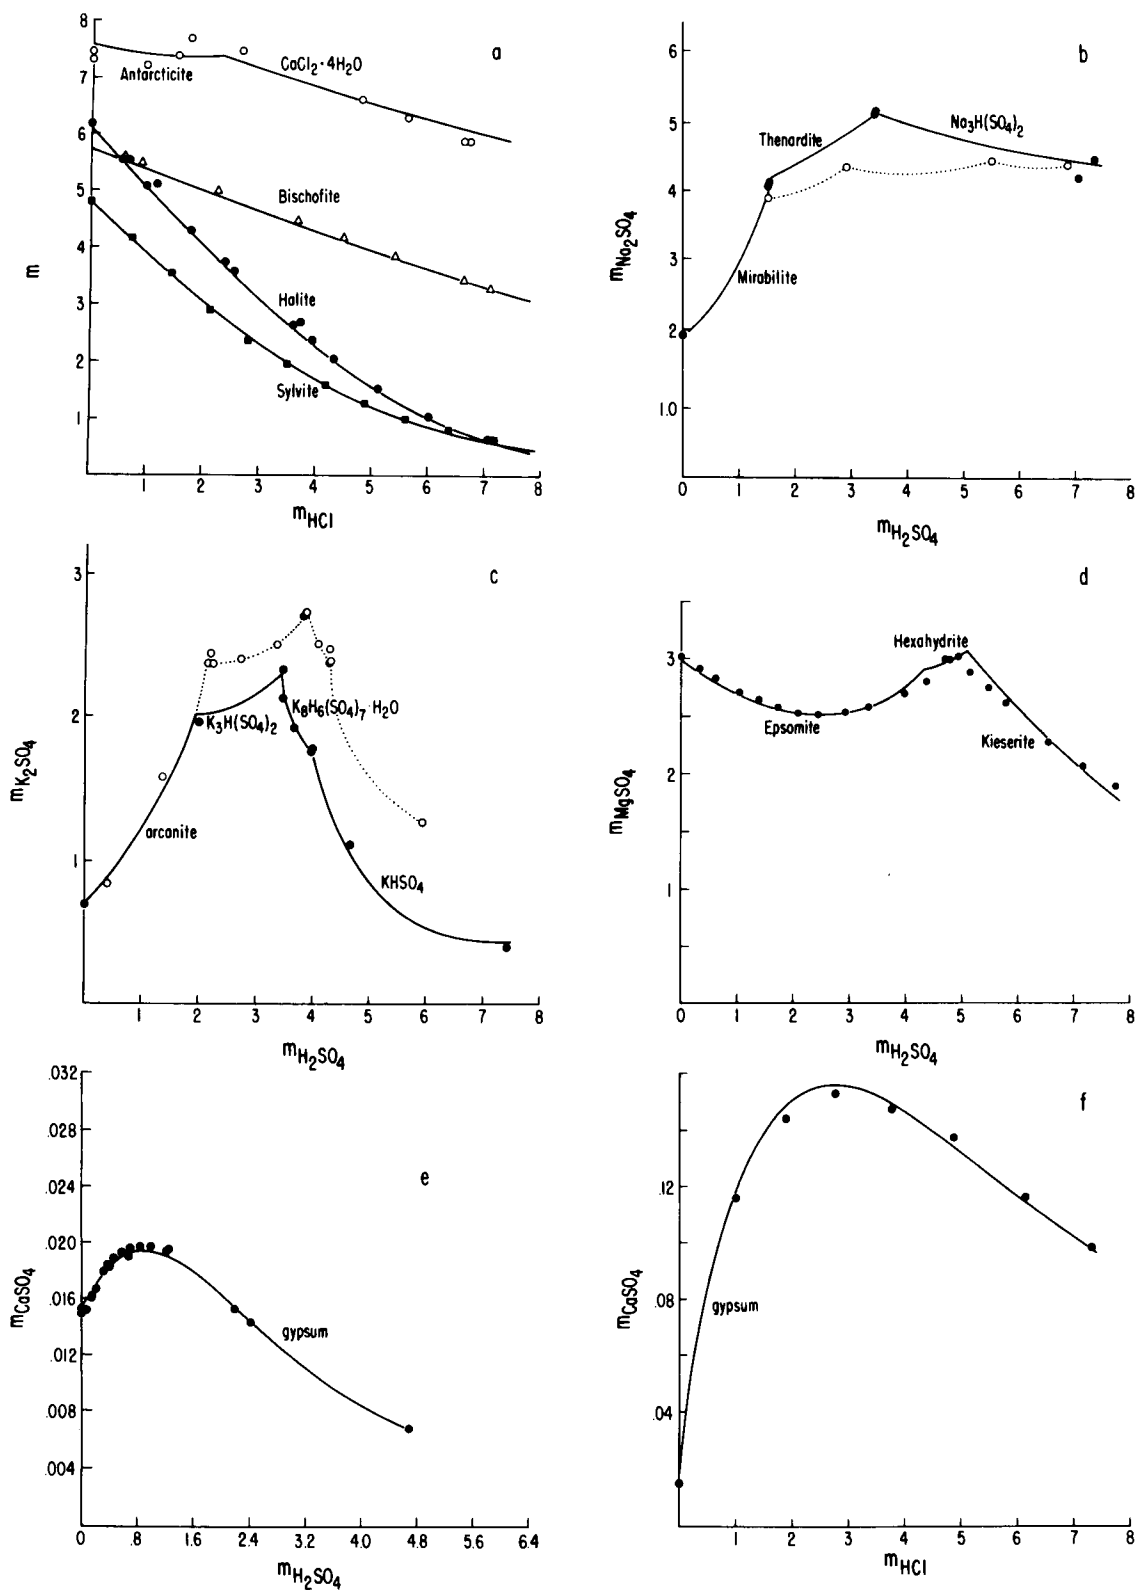 a
8
7
6
5
4
3
2
1
m
CaCl2·4H2O
Antarcticite
Bischofite
Halite
Sylvite
1 2 3 4 5 6 7 8
mHCl
b
6
5
4
3
2
1.0
mNa2SO4
Thenardite
Na3H(SO4)2
Mirabilite
0 1 2 3 4 5 6 7 8
mH2SO4
c
3
2
1
mK2SO4
K3H(SO4)2
K8H6(SO4)7·H2O
arcanite
KHSO4
1 2 3 4 5 6 7 8
mH2SO4
d
3
2
1
mMgSO4
Hexahydrite
Epsomite
Kieserite
0 1 2 3 4 5 6 7 8
mH2SO4
e
.032
.028
.024
.020
.016
.012
.008
.004
mCaSO4
gypsum
0 .8 1.6 2.4 3.2 4.0 4.8 5.6 6.4
mH2SO4
f
.12
.08
.04
mCaSO4
gypsum
1 2 3 4 5 6 7 8
mHCl